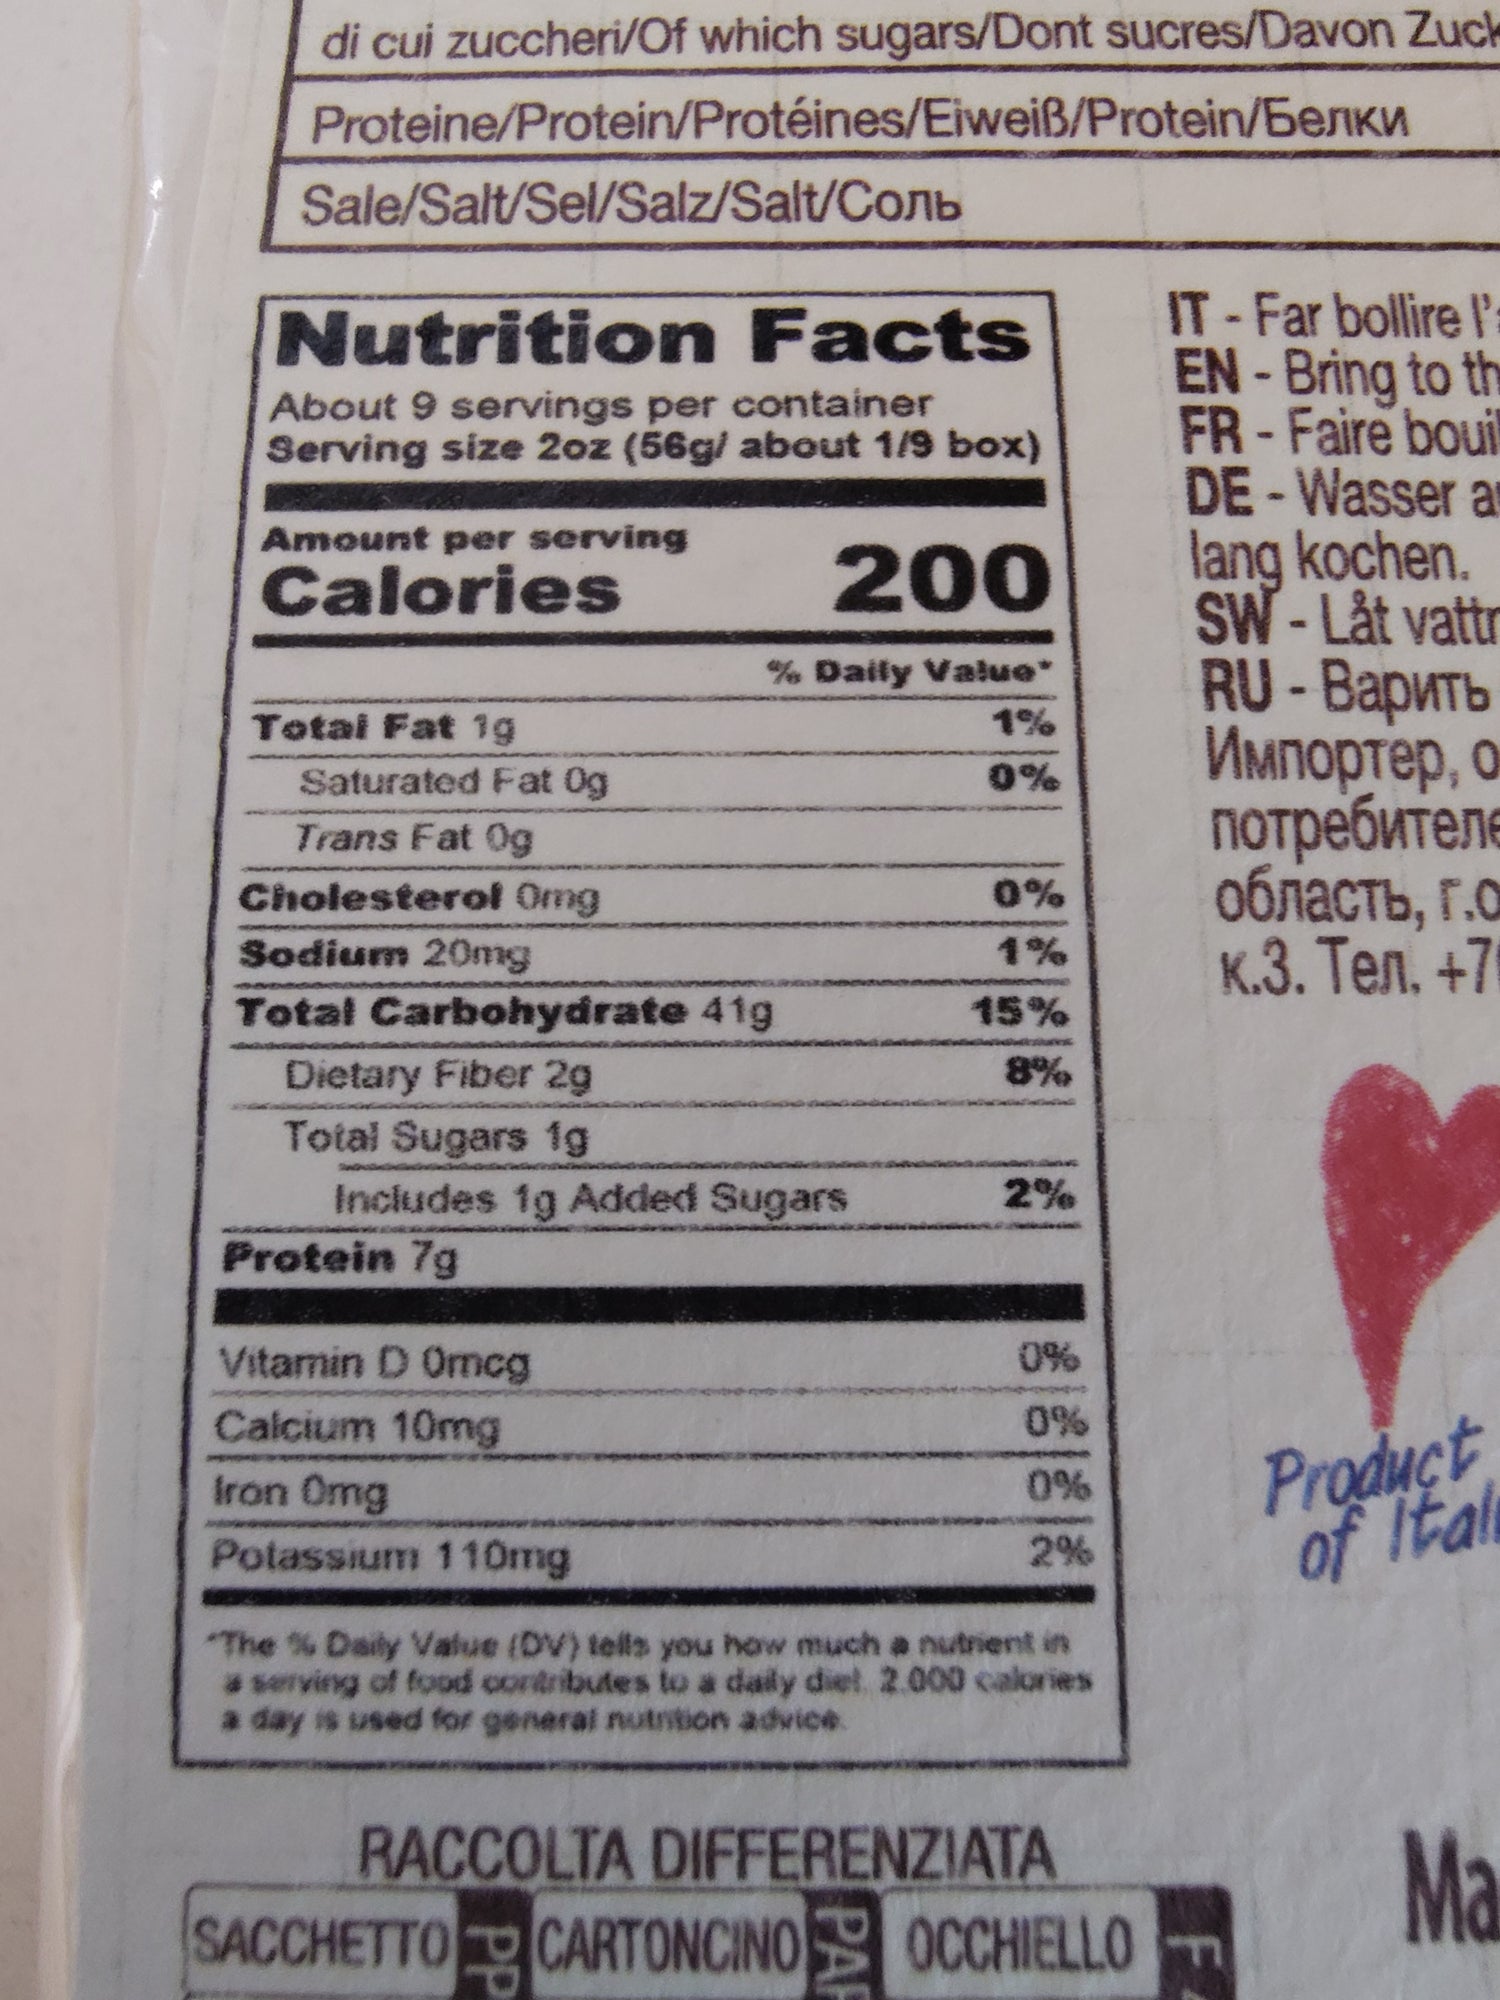 di cui zuccheri/Of which sugars/Dont sucres/Davon
Proteine/Protein/Protéines/Eiweiß/Protein/Белки
Sale/Salt/Sel/Salz/Salt/Соль
Nutrition Facts
About 9 servings per container
Serving size 2oz (56g/ about 1/9 box)
Amount per serving
Calories 200
% Daily Value*
Total Fat 1g 1%
Saturated Fat 0g 0%
Trans Fat 0g
Cholesterol 0mg 0%
Sodium 20mg 1%
Total Carbohydrate 41g 15%
Dietary Fiber 2g 8%
Total Sugars 1g
Includes 1g Added Sugars 2%
Protein 7g
Vitamin D 0mcg 0%
Calcium 10mg 0%
Iron 0mg 0%
Potassium 110mg 2%
*The % Daily Value (DV) tells you how much a nutrient in
a serving of food contributes to a daily diet. 2.000 calories
a day is used for general nutrition advice.
IT - Far bollire
EN - Bring to
FR - Faire
DE - Wasser
lang kochen.
SW - Låt
RU - Варить
Импортер,
область, г.о
к.3. Тел. +7
Product
of
RACCOLTA DIFFERENZIATA
SACCHETTO PP CARTONCINO PAP OCCHIELLO